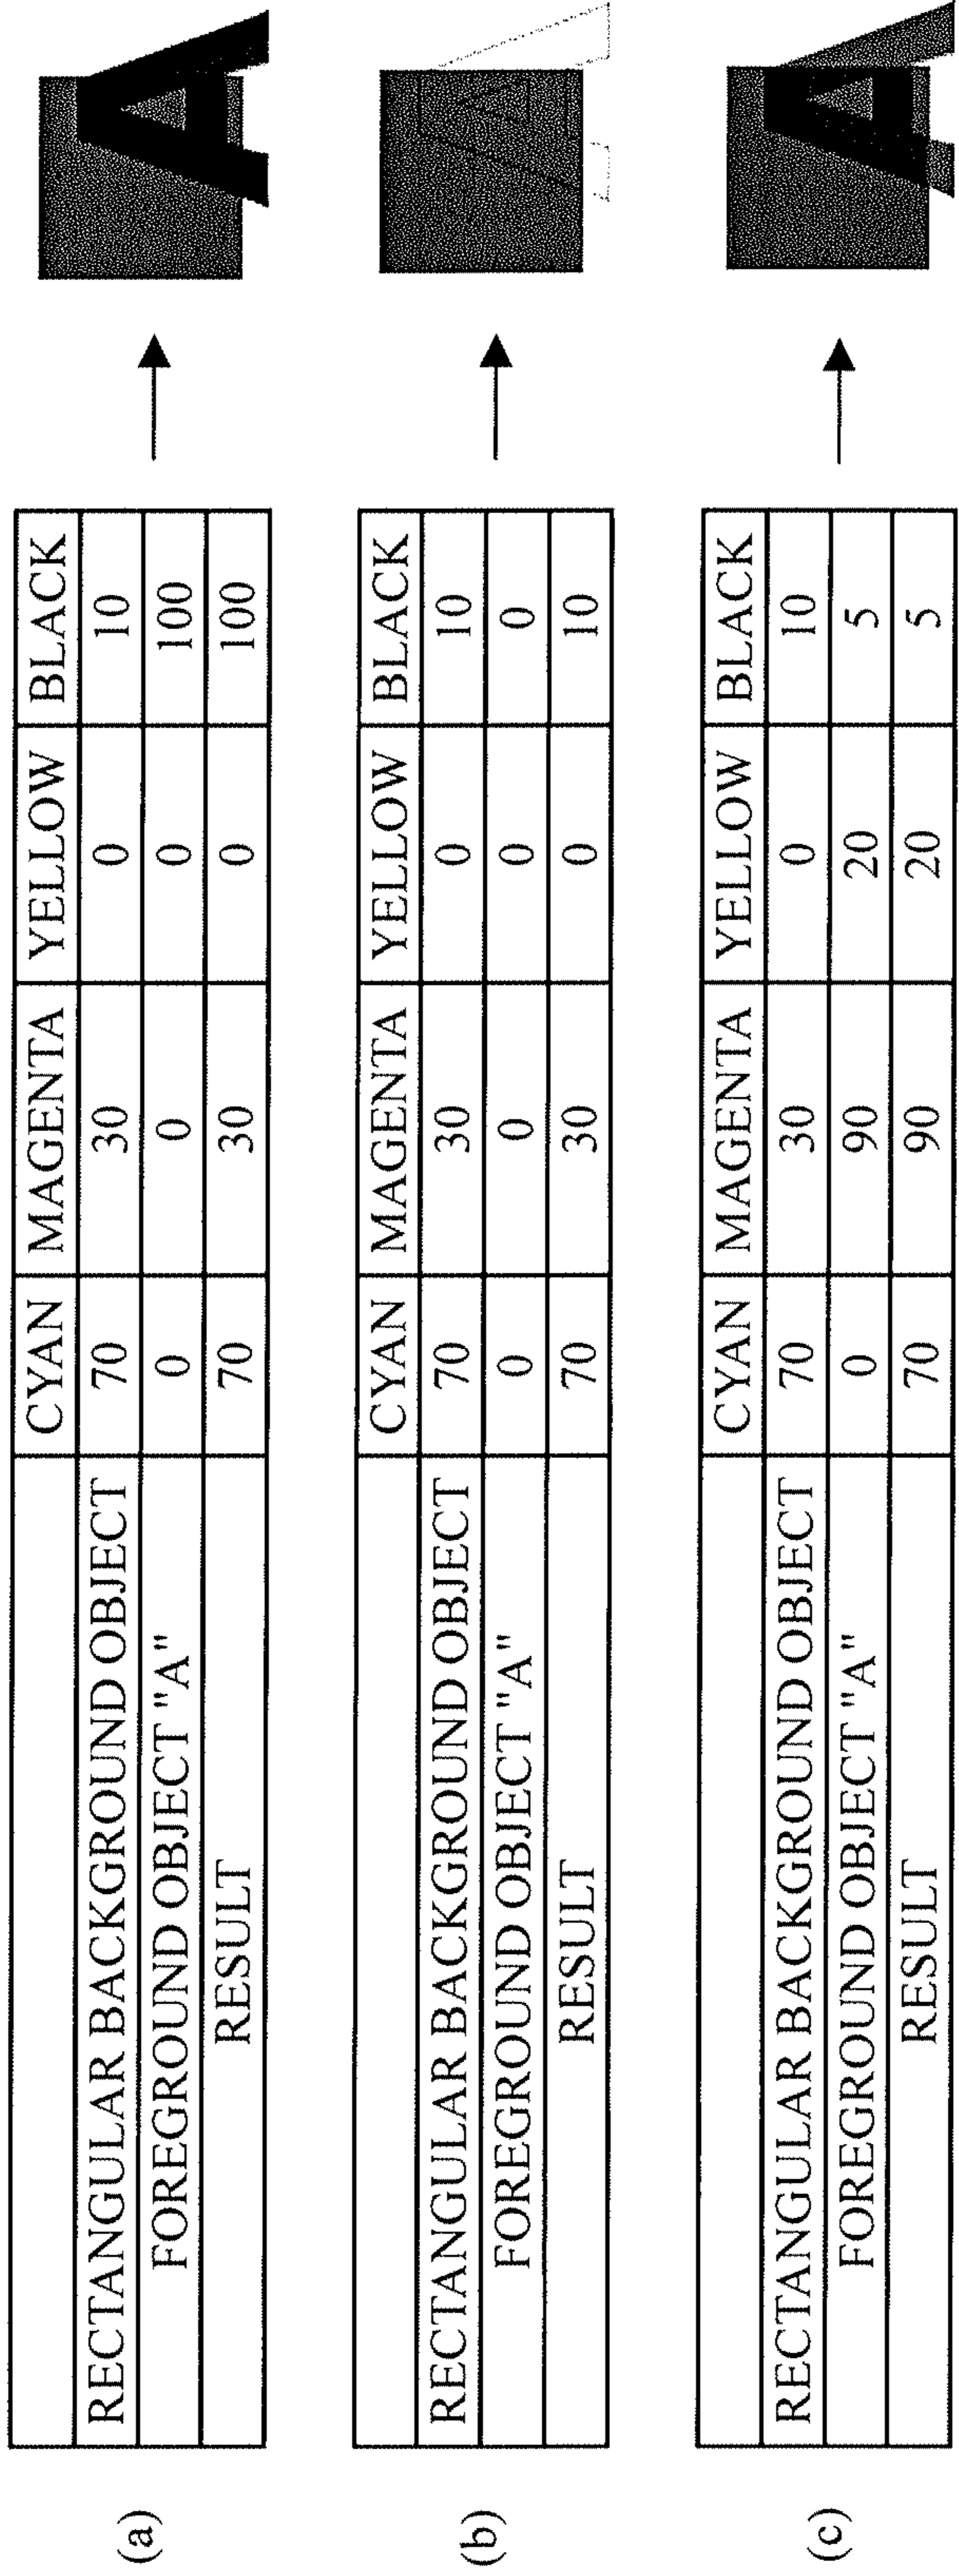 (a)
CYAN MAGENTA YELLOW BLACK
RECTANGULAR BACKGROUND OBJECT 70 30 0 10
FOREGROUND OBJECT "A" 0 0 0 100
RESULT 70 30 0 100
A
(b)
CYAN MAGENTA YELLOW BLACK
RECTANGULAR BACKGROUND OBJECT 70 30 0 10
FOREGROUND OBJECT "A" 0 0 0 0
RESULT 70 30 0 10
A
(c)
CYAN MAGENTA YELLOW BLACK
RECTANGULAR BACKGROUND OBJECT 70 30 0 10
FOREGROUND OBJECT "A" 0 90 20 5
RESULT 70 90 20 5
A